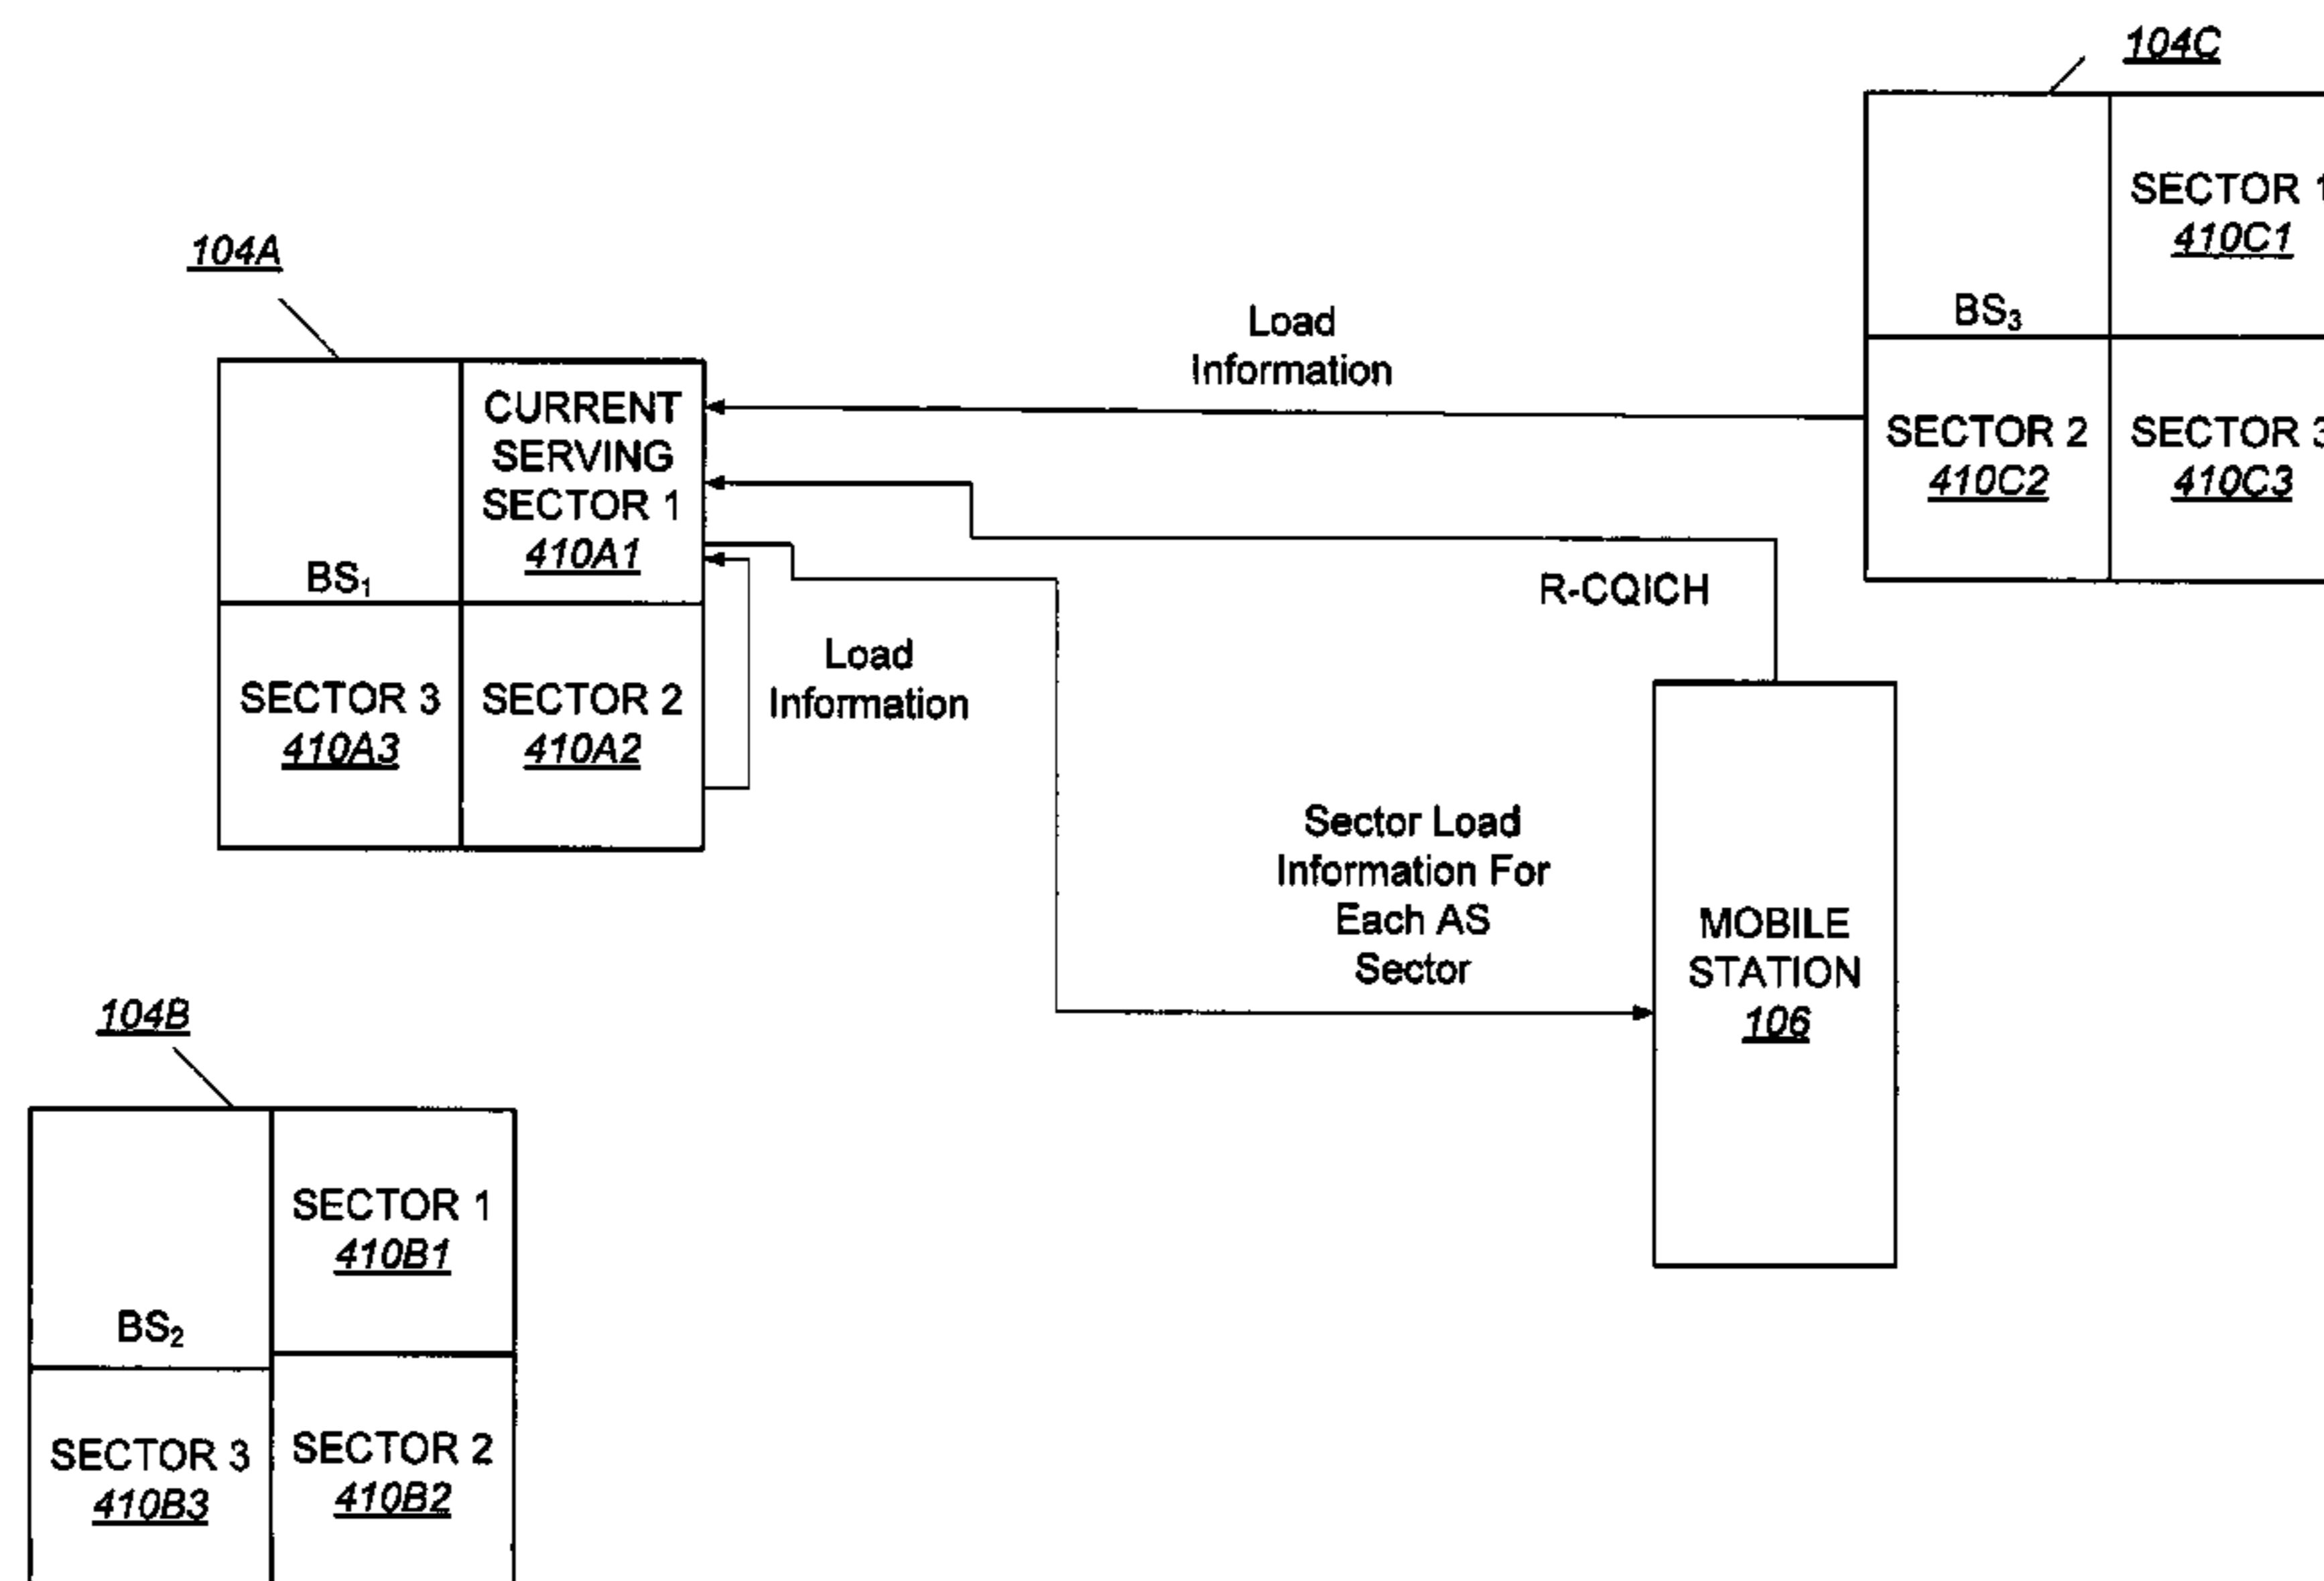 104C
SECTOR 1
410C1
BS₃
SECTOR 2
410C2
SECTOR 3
410C3
104A
CURRENT
SERVING
SECTOR 1
410A1
BS₁
SECTOR 3
410A3
SECTOR 2
410A2
Load
Information
R-CQICH
Load
Information
Sector Load
Information For
Each AS
Sector
MOBILE
STATION
106
104B
SECTOR 1
410B1
BS₂
SECTOR 3
410B3
SECTOR 2
410B2